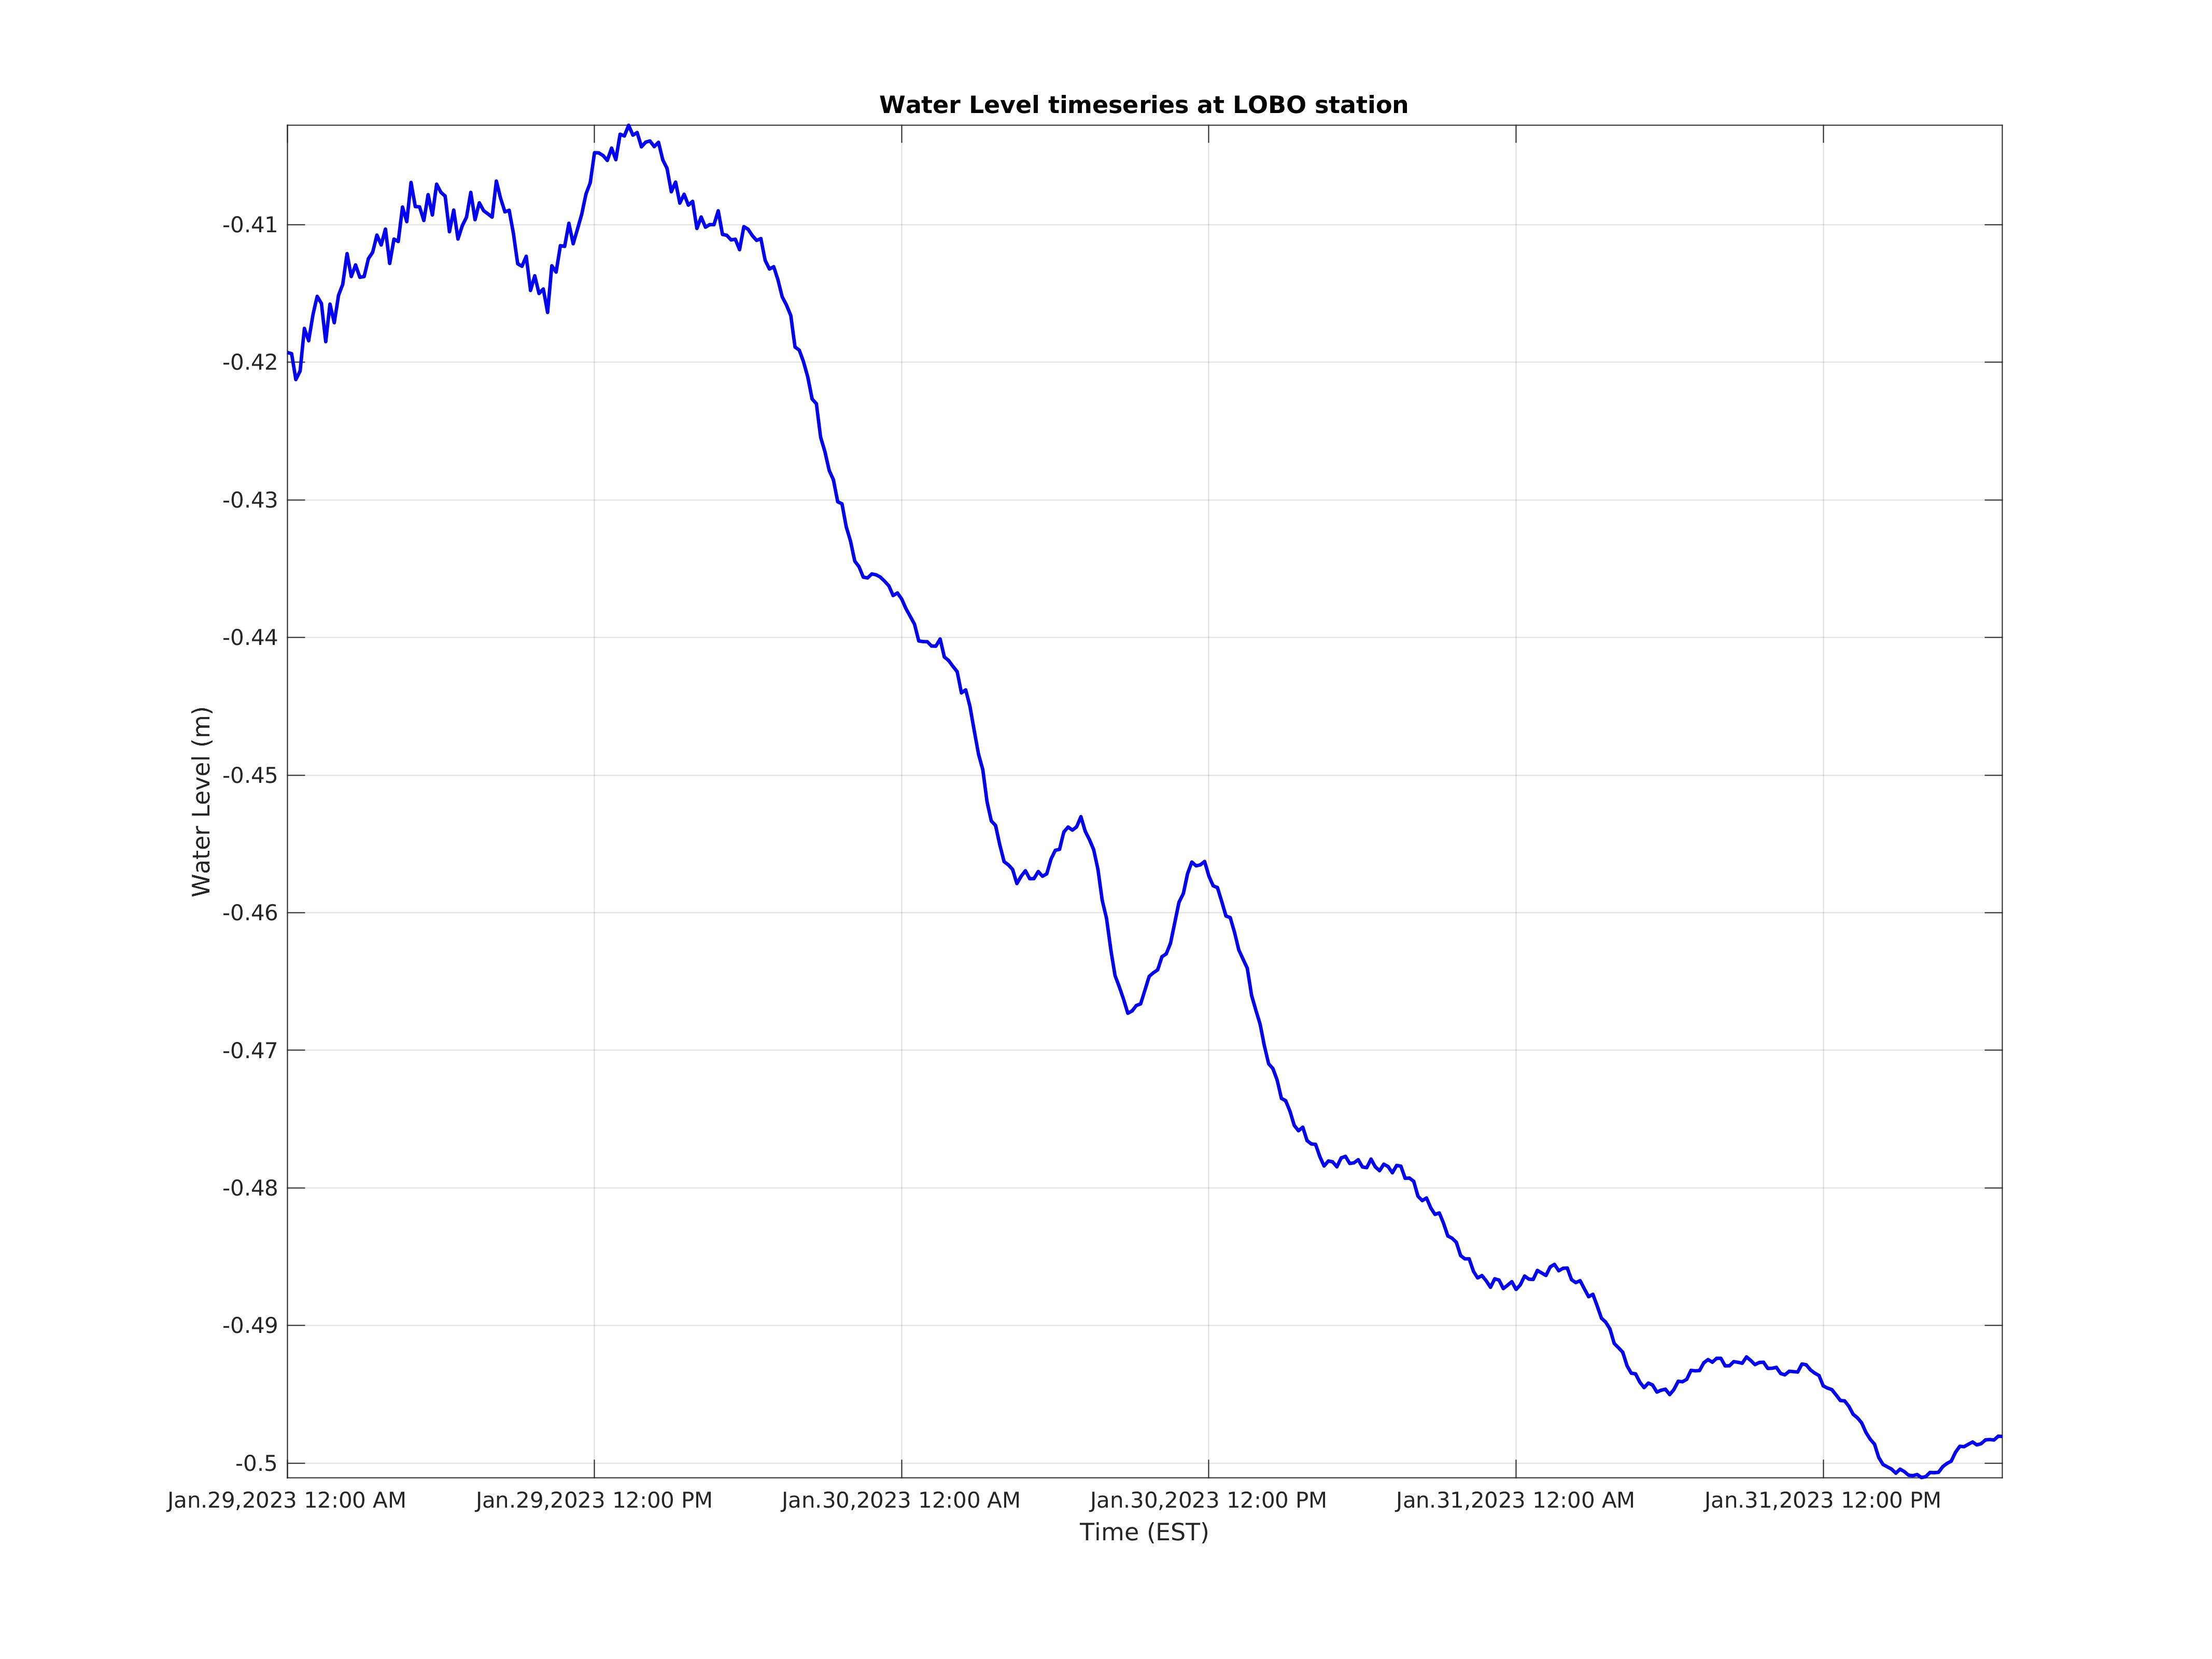 Water Level timeseries at LOBO station
Water Level (m)
-0.41
-0.42
-0.43
-0.44
-0.45
-0.46
-0.47
-0.48
-0.49
-0.5
Jan.29,2023 12:00 AM
Jan.29,2023 12:00 PM
Jan.30,2023 12:00 AM
Jan.30,2023 12:00 PM
Jan.31,2023 12:00 AM
Jan.31,2023 12:00 PM
Time (EST)